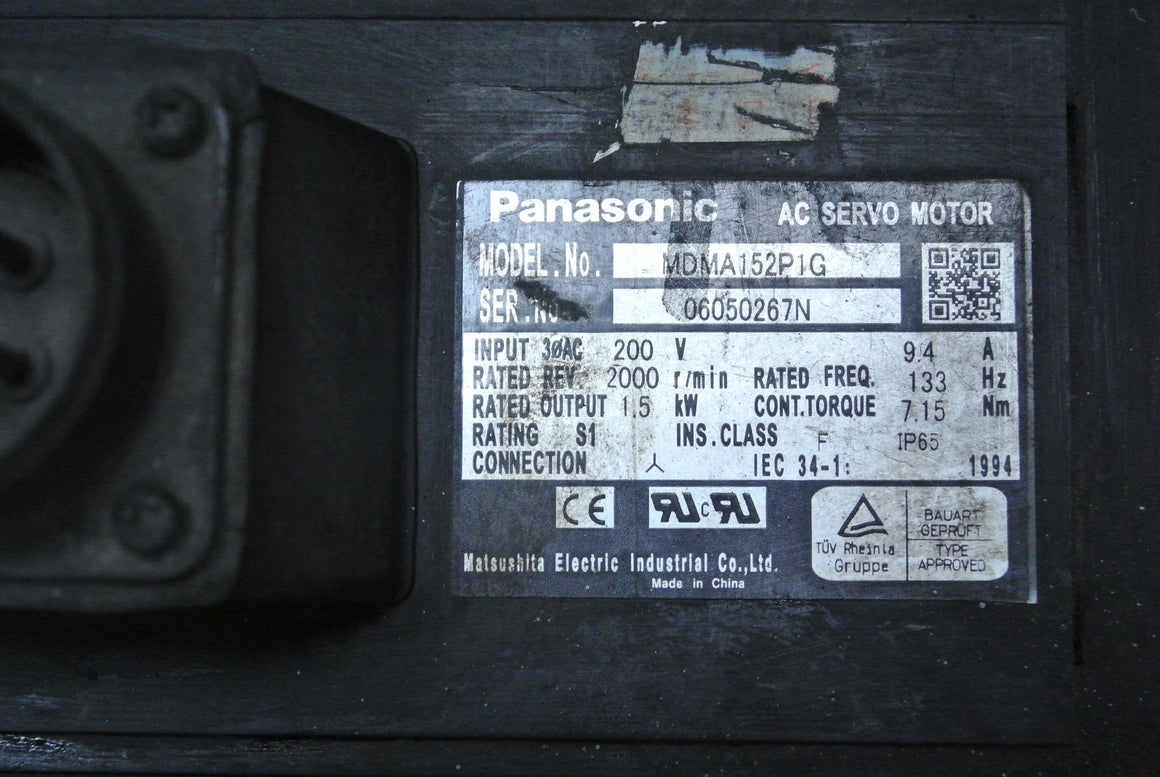 Panasonic AC SERVO MOTOR
MODEL.No. MDMA152P1G
SER.No 06050267N
INPUT 3øAC 200 V 9.4 A
RATED REV. 2000 r/min RATED FREQ. 133 Hz
RATED OUTPUT 1.5 kW CONT.TORQUE 7.15 Nm
RATING S1 INS.CLASS F IP65
CONNECTION IEC 34-1: 1994
CE RU c RU
TÜV Rheinland Gruppe
BAUART
GEPRÜFT
TYPE
APPROVED
Matsushita Electric Industrial Co.,Ltd.
Made in China